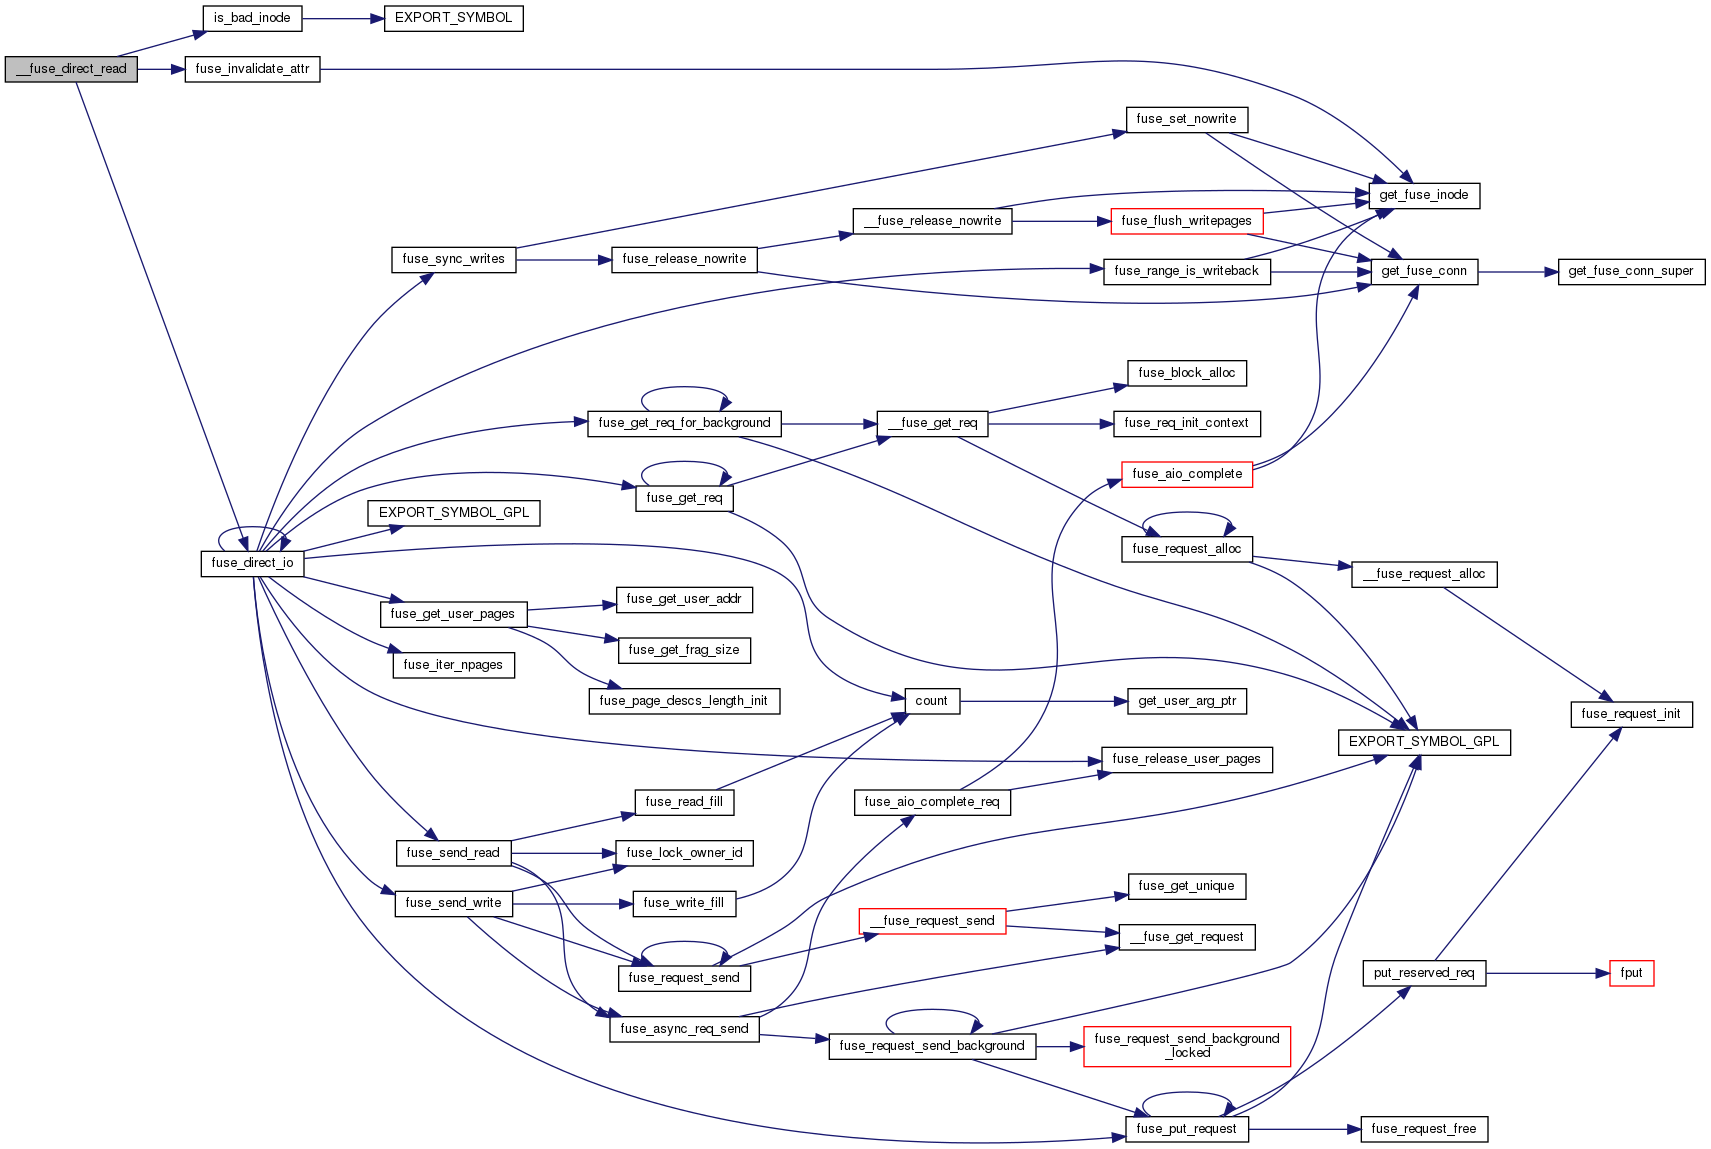 is_bad_inode
EXPORT_SYMBOL
__fuse_direct_read
fuse_invalidate_attr
fuse_set_nowrite
get_fuse_inode
__fuse_release_nowrite
fuse_flush_writepages
fuse_sync_writes
fuse_release_nowrite
fuse_range_is_writeback
get_fuse_conn
get_fuse_conn_super
fuse_block_alloc
fuse_get_req_for_background
__fuse_get_req
fuse_req_init_context
fuse_aio_complete
fuse_get_req
EXPORT_SYMBOL_GPL
fuse_request_alloc
fuse_direct_io
__fuse_request_alloc
fuse_get_user_addr
fuse_get_user_pages
fuse_get_frag_size
fuse_iter_npages
fuse_page_descs_length_init
count
get_user_arg_ptr
fuse_request_init
EXPORT_SYMBOL_GPL
fuse_release_user_pages
fuse_read_fill
fuse_aio_complete_req
fuse_send_read
fuse_lock_owner_id
fuse_get_unique
fuse_send_write
fuse_write_fill
__fuse_request_send
__fuse_get_request
fuse_request_send
put_reserved_req
fput
fuse_async_req_send
fuse_request_send_background
fuse_request_send_background
_locked
fuse_put_request
fuse_request_free